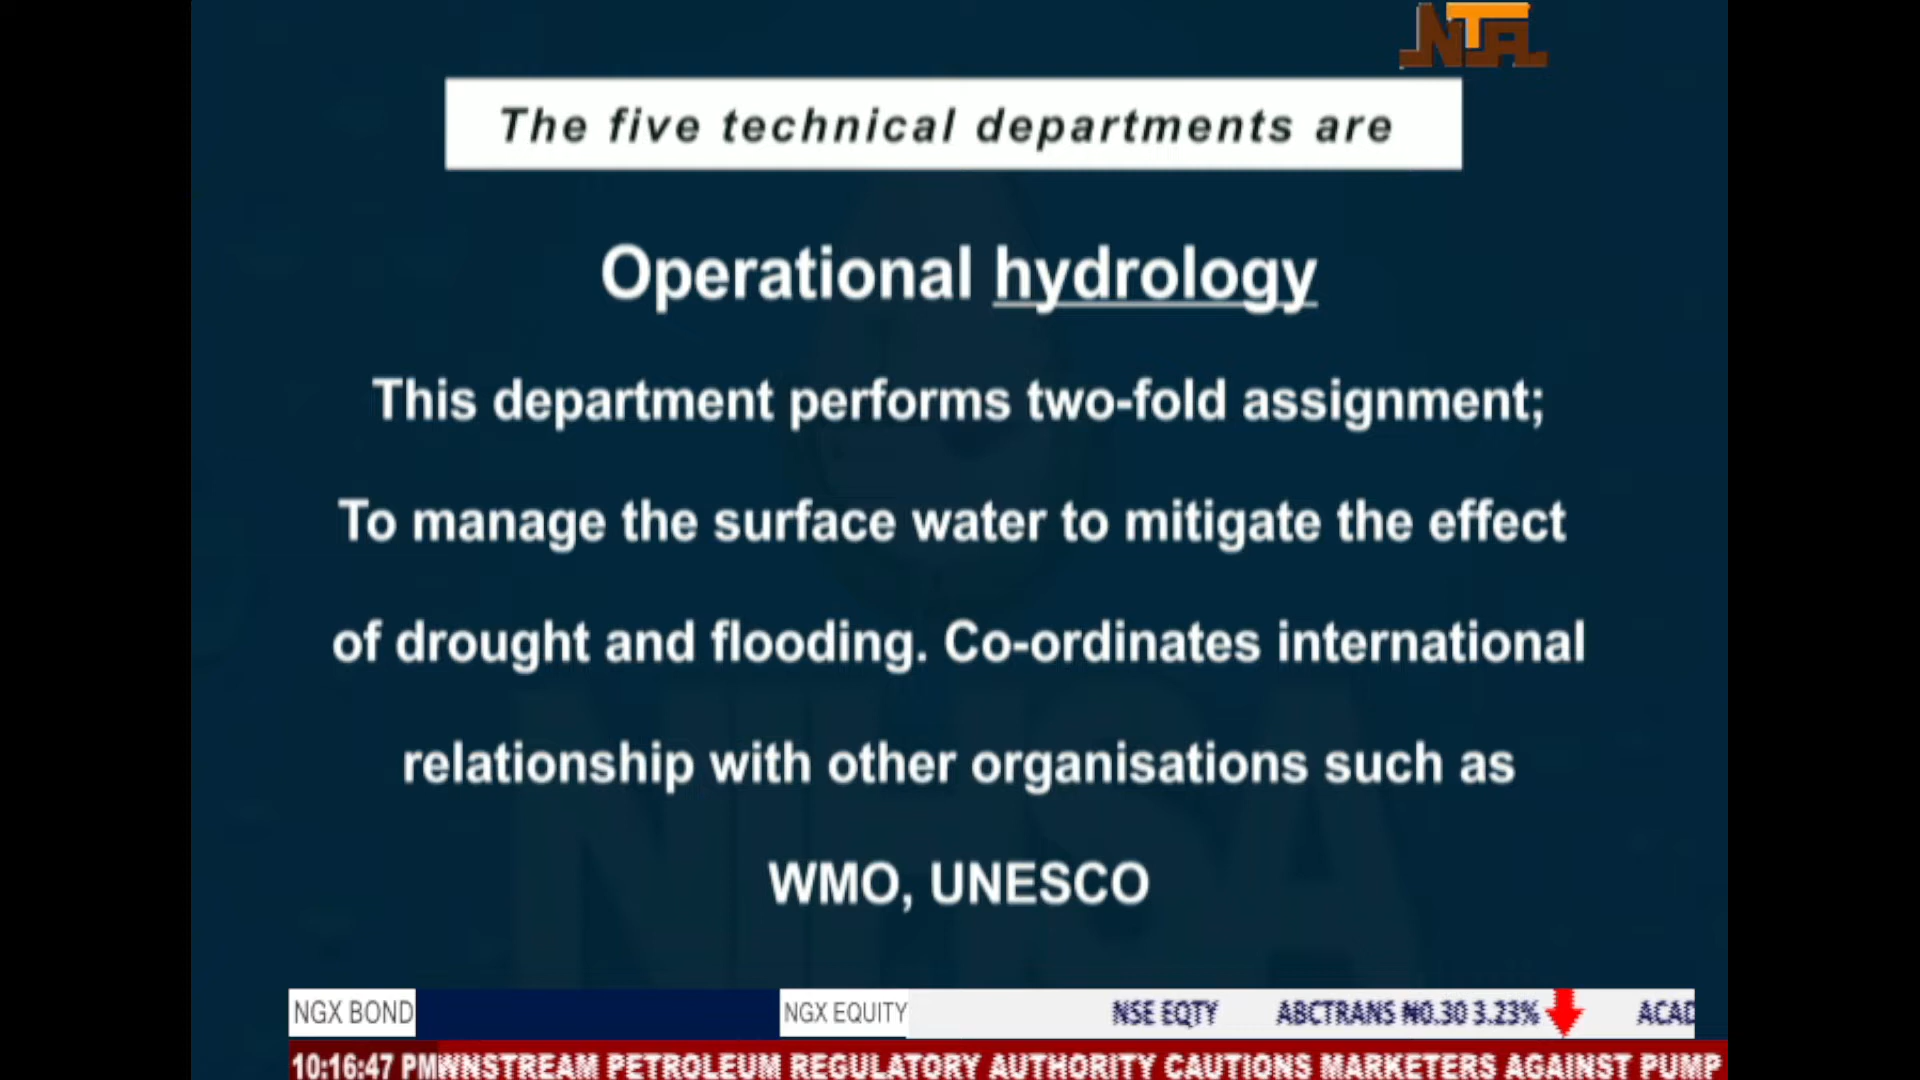 NTA
The five technical departments are
Operational hydrology
This department performs two-fold assignment;
To manage the surface water to mitigate the effect
of drought and flooding. Co-ordinates international
relationship with other organisations such as
WMO, UNESCO
NIHSA
NGX BOND NGX EQUITY NSE EQTY ABCTRANS ₦0.30 3.23% ACAD
10:16:47 PM WNSTREAM PETROLEUM REGULATORY AUTHORITY CAUTIONS MARKETERS AGAINST PUMP